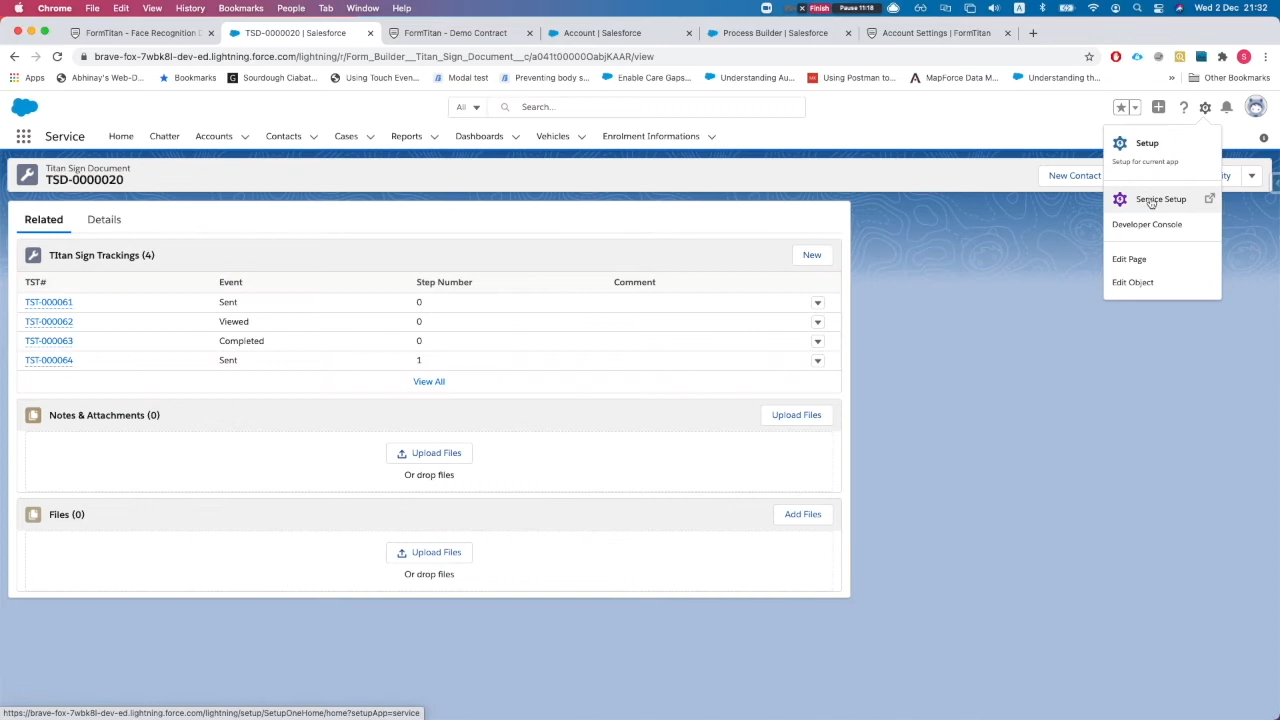 Chrome File Edit View History Bookmarks People Tab Window Help Finish Pause 11:18 A Wed 2 Dec 21:32
FormTitan - Face Recognition D TSD-0000020 | Salesforce FormTitan - Demo Contract Account | Salesforce Process Builder | Salesforce Account Settings | FormTitan
brave-fox-7wbk8l-dev-ed.lightning.force.com/lightning/r/Form_Builder__Titan_Sign_Document__c/a041t00000OabjKAAR/view
Apps Abhinay's Web-D... Bookmarks Sourdough Ciabat... Using Touch Even... Modal test Preventing body s... Enable Care Gaps... Understanding Au... Using Postman to... MapForce Data M... Understanding th... » Other Bookmarks
All Search...
Service Home Chatter Accounts Contacts Cases Reports Dashboards Vehicles Enrolment Informations
Setup
Setup for current app
Titan Sign Document
TSD-0000020
New Contact ity
Service Setup
Developer Console
Edit Page
Edit Object
Related Details
TItan Sign Trackings (4) New
TST# Event Step Number Comment
TST-000061 Sent 0
TST-000062 Viewed 0
TST-000063 Completed 0
TST-000064 Sent 1
View All
Notes & Attachments (0) Upload Files
Upload Files
Or drop files
Files (0) Add Files
Upload Files
Or drop files
https://brave-fox-7wbk8l-dev-ed.lightning.force.com/lightning/setup/SetupOneHome/home?setupApp=service